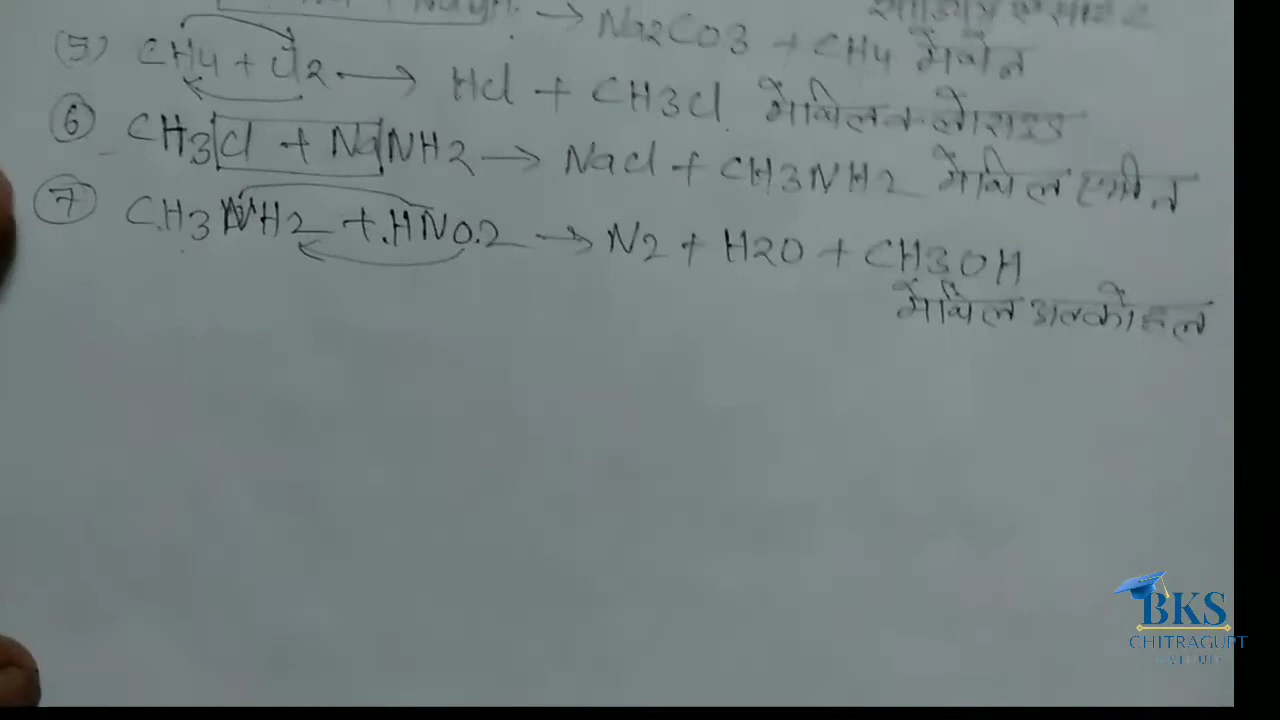 → Na2CO3 + CH4 मेथेन
(5) CH4 + Cl2 → HCl + CH3Cl मेथिल क्लोराइड
6 CH3Cl + NaNH2 → NaCl + CH3NH2 मेथिल एमीन
7 CH3NH2 + HNO2 → N2 + H2O + CH3OH
मेथिल अल्कोहल
BKS
CHITRAGUPT